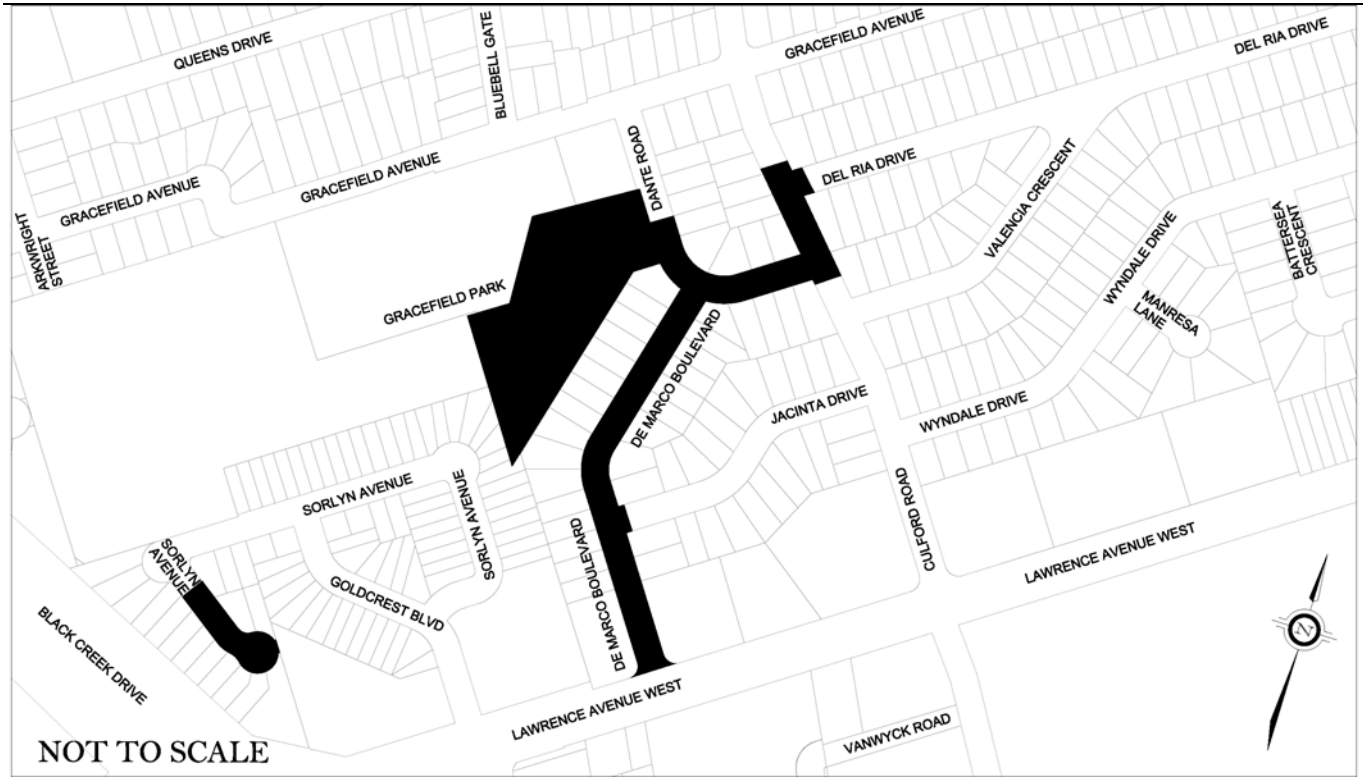 QUEENS DRIVE
BLUEBELL GATE
GRACEFIELD AVENUE
DEL RIA DRIVE
GRACEFIELD AVENUE
GRACEFIELD AVENUE
DANTE ROAD
DEL RIA DRIVE
VALENCIA CRESCENT
ARKWRIGHT
STREET
BATTERSEA
CRESCENT
WYNDALE DRIVE
GRACEFIELD PARK
MANRESA
LANE
DE MARCO BOULEVARD
JACINTA DRIVE
WYNDALE DRIVE
SORLYN AVENUE
SORLYN AVENUE
CULFORD ROAD
DE MARCO BOULEVARD
LAWRENCE AVENUE WEST
SORLYN
AVENUE
GOLDCREST BLVD
BLACK CREEK DRIVE
N
LAWRENCE AVENUE WEST
VANWYCK ROAD
NOT TO SCALE